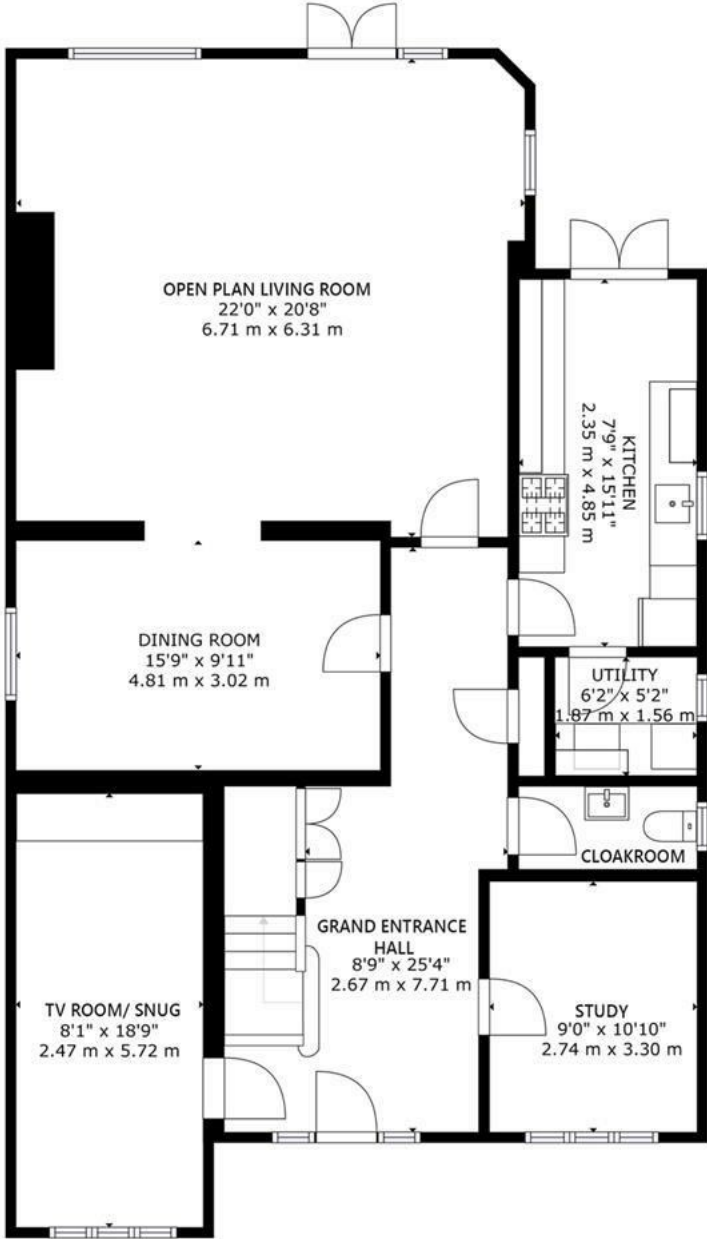 OPEN PLAN LIVING ROOM
22'0" x 20'8"
6.71 m x 6.31 m
KITCHEN
7'9" x 15'11"
2.35 m x 4.85 m
DINING ROOM
15'9" x 9'11"
4.81 m x 3.02 m
UTILITY
6'2" x 5'2"
1.87 m x 1.56 m
CLOAKROOM
GRAND ENTRANCE
HALL
8'9" x 25'4"
2.67 m x 7.71 m
TV ROOM/ SNUG
8'1" x 18'9"
2.47 m x 5.72 m
STUDY
9'0" x 10'10"
2.74 m x 3.30 m